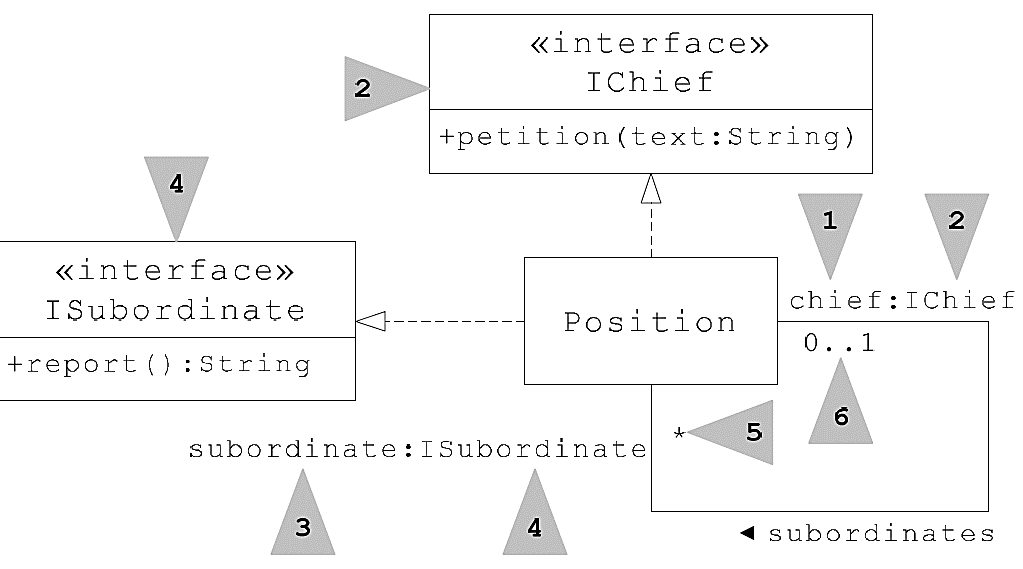 «interface»
IChief
2
+petition(text:String)
4
1
2
«interface»
ISubordinate
chief:IChief
Position
0..1
+report():String
6
*
5
subordinate:ISubordinate
3
4
◄ subordinates